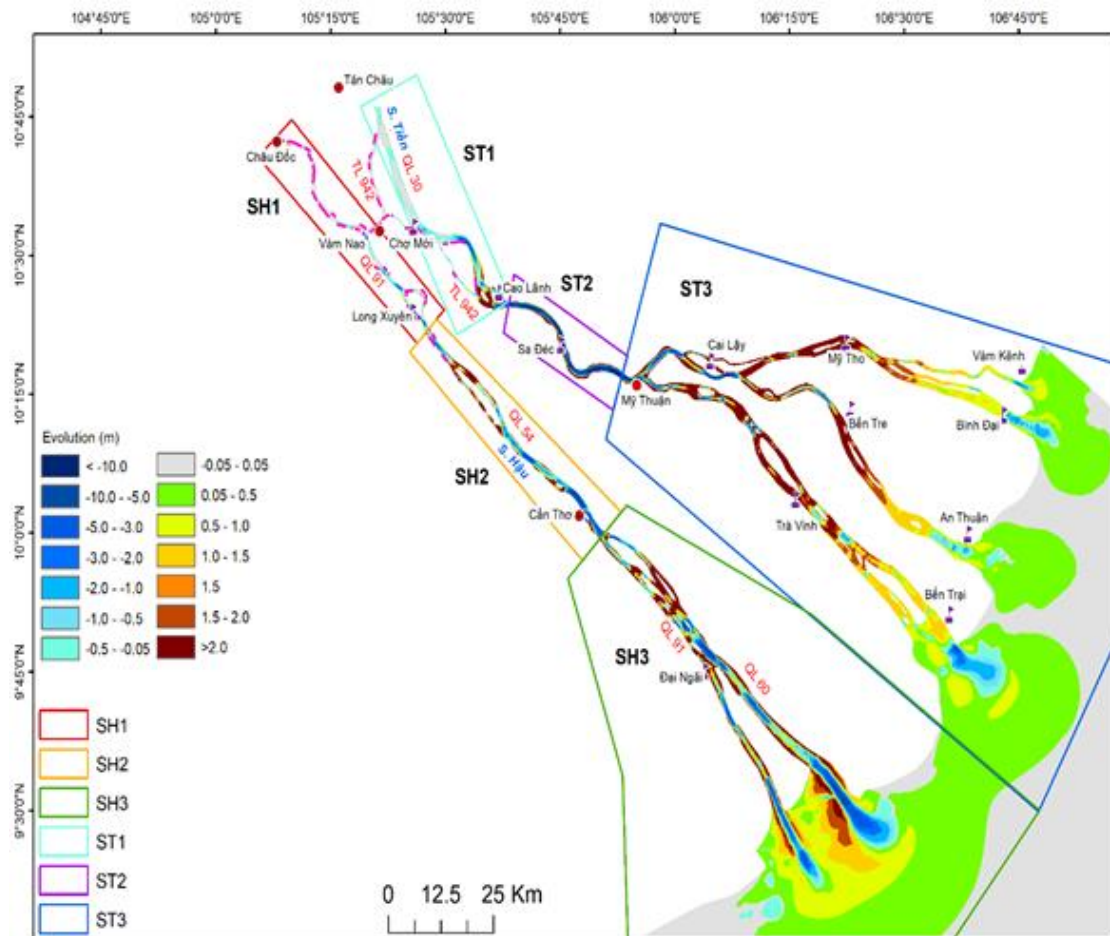 104°45'0"E 105°0'0"E 105°15'0"E 105°30'0"E 105°45'0"E 106°0'0"E 106°15'0"E 106°30'0"E 106°45'0"E
10°45'0"N
10°30'0"N
10°15'0"N
10°0'0"N
9°45'0"N
9°30'0"N
Tân Châu
Châu Đốc
S. Tiền
QL 30
ST1
TL 942
SH1
Vàm Nao
Chợ Mới
QL 91
TL 942
Cao Lãnh
ST2
ST3
Long Xuyên
Sa Đéc
Cai Lậy
Mỹ Tho
Vàm Kênh
Mỹ Thuận
Bình Đại
Bến Tre
QL 54
S. Hậu
SH2
Cần Thơ
Trà Vinh
An Thuận
Bến Trại
SH3
QL 91
QL 60
Đại Ngãi
Evolution (m)
< -10.0
-10.0 - -5.0
-5.0 - -3.0
-3.0 - -2.0
-2.0 - -1.0
-1.0 - -0.5
-0.5 - -0.05
-0.05 - 0.05
0.05 - 0.5
0.5 - 1.0
1.0 - 1.5
1.5
1.5 - 2.0
>2.0
SH1
SH2
SH3
ST1
ST2
ST3
0 12.5 25 Km